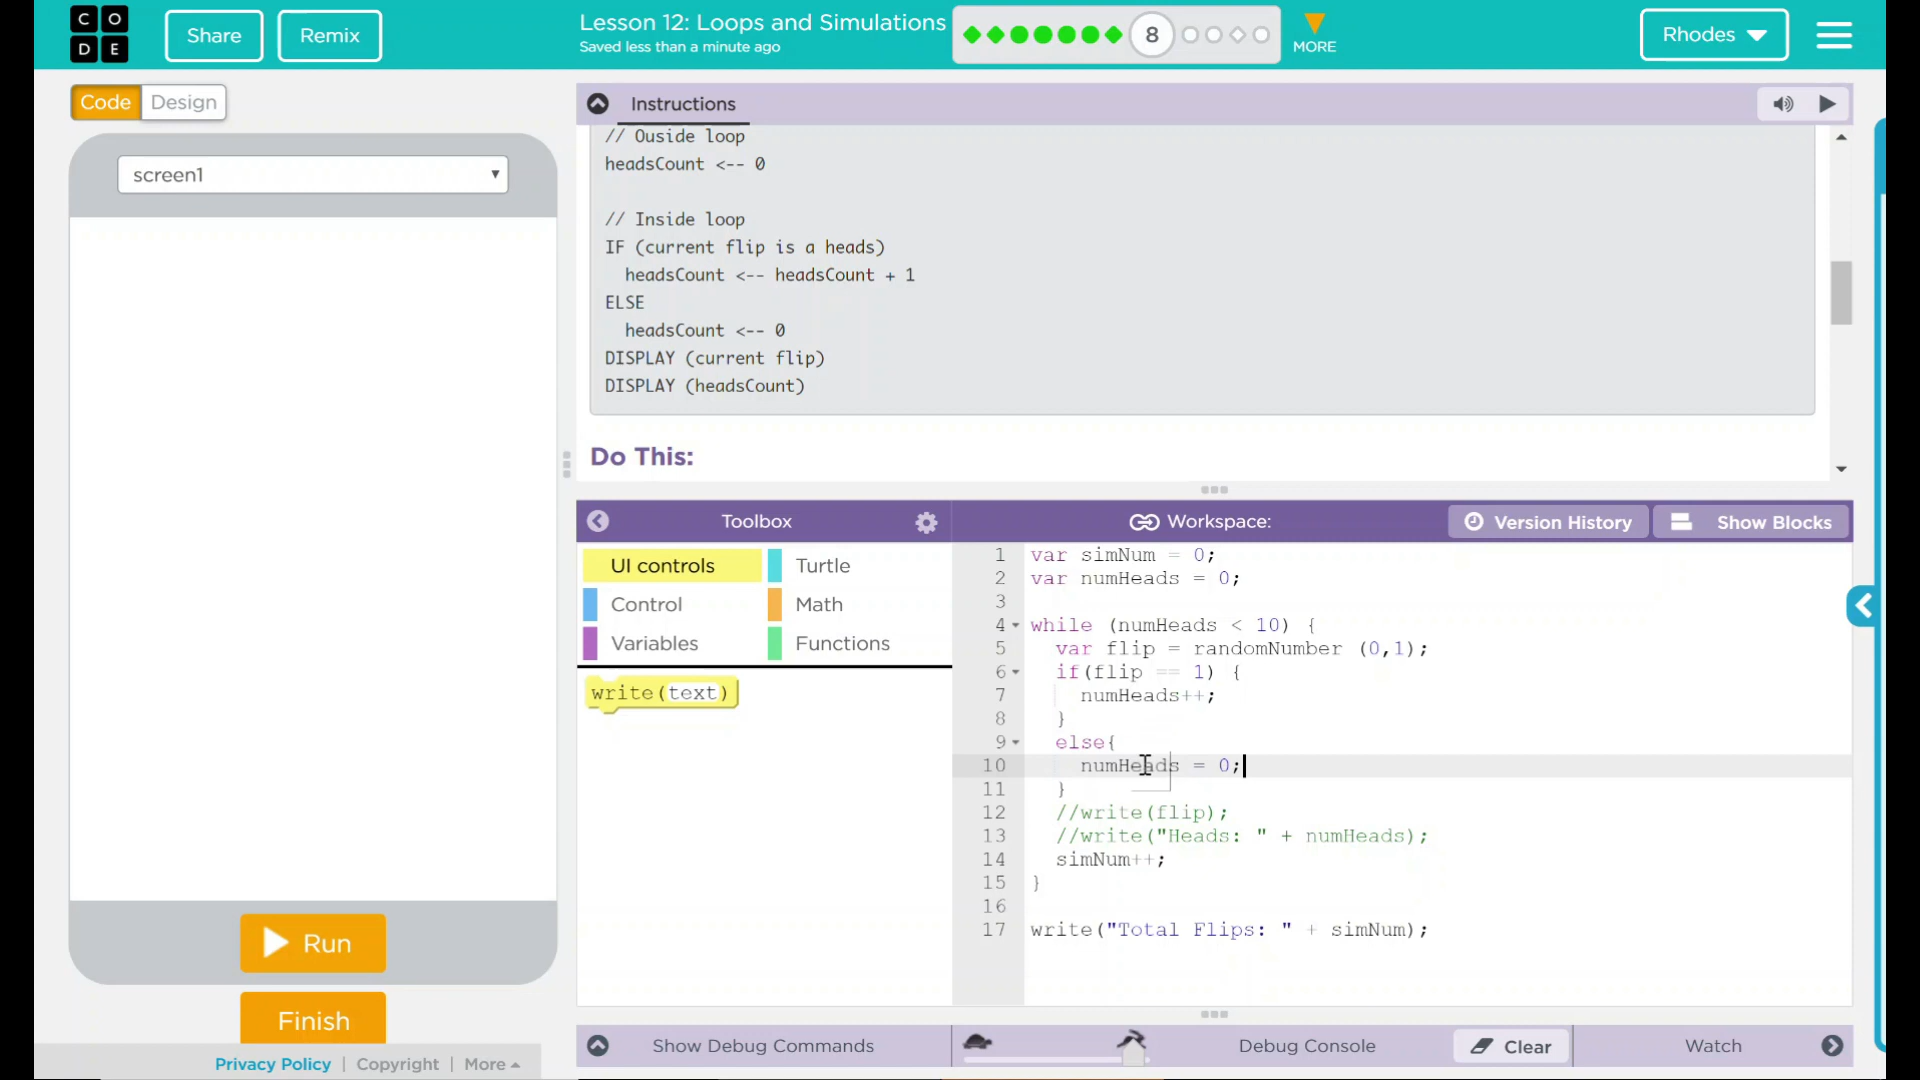 C O
D E
Share
Remix
Lesson 12: Loops and Simulations
Saved less than a minute ago
8
MORE
Rhodes
Code
Design
screen1
Run
Finish
Privacy Policy | Copyright | More
Instructions
// Ouside loop
headsCount <-- 0
// Inside loop
IF (current flip is a heads)
headsCount <-- headsCount + 1
ELSE
headsCount <-- 0
DISPLAY (current flip)
DISPLAY (headsCount)
Do This:
Toolbox
Workspace:
Version History
Show Blocks
UI controls
Turtle
Control
Math
Variables
Functions
write(text)
1 var simNum = 0;
2 var numHeads = 0;
3
4 while (numHeads < 10) {
5 var flip = randomNumber (0,1);
6 if(flip == 1) {
7 numHeads++;
8 }
9 else{
10 numHeads = 0;
11 }
12 //write(flip);
13 //write("Heads: " + numHeads);
14 simNum++;
15 }
16
17 write("Total Flips: " + simNum);
Show Debug Commands
Debug Console
Clear
Watch